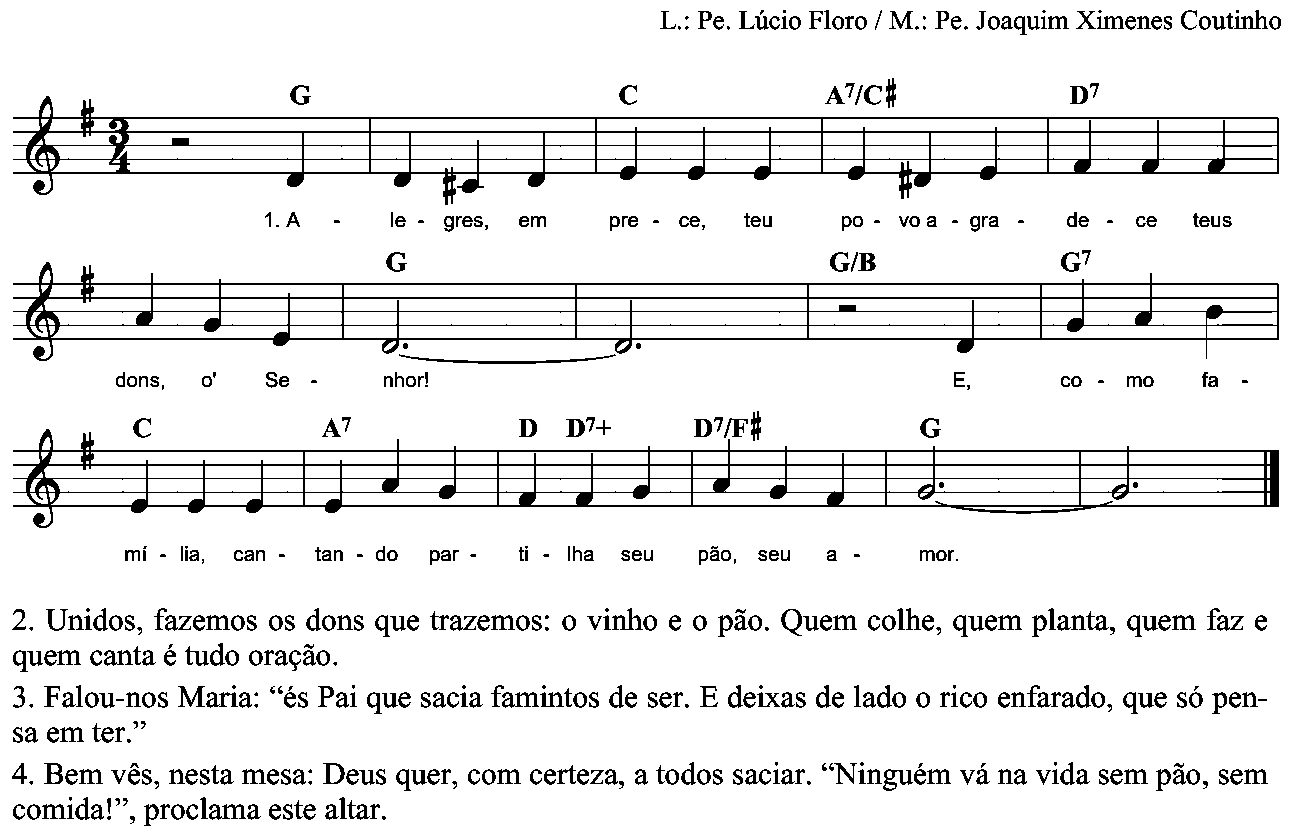 L.: Pe. Lúcio Floro / M.: Pe. Joaquim Ximenes Coutinho
G C A7/C# D7
3
4
1. A - le - gres, em pre - ce, teu po - vo a - gra - de - ce teus
G G/B G7
dons, o' Se - nhor! E, co - mo fa -
C A7 D D7+ D7/F# G
mí - lia, can - tan - do par - ti - lha seu pão, seu a - mor.
2. Unidos, fazemos os dons que trazemos: o vinho e o pão. Quem colhe, quem planta, quem faz e
quem canta é tudo oração.
3. Falou-nos Maria: “és Pai que sacia famintos de ser. E deixas de lado o rico enfarado, que só pen-
sa em ter.”
4. Bem vês, nesta mesa: Deus quer, com certeza, a todos saciar. “Ninguém vá na vida sem pão, sem
comida!”, proclama este altar.